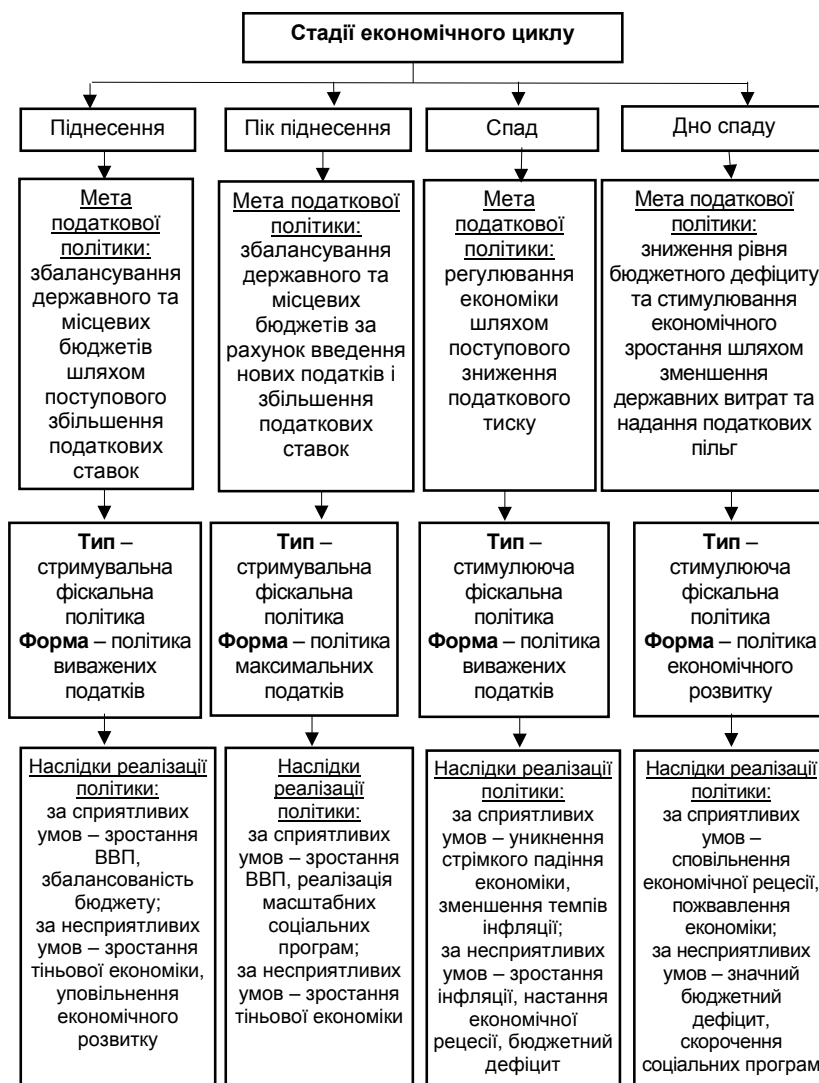 Стадії економічного циклу
Піднесення
Пік піднесення
Спад
Дно спаду
Мета
податкової
політики:
збалансування
державного та
місцевих
бюджетів
шляхом
поступового
збільшення
податкових
ставок
Мета податкової
політики:
збалансування
державного та
місцевих
бюджетів за
рахунок введення
нових податків і
збільшення
податкових
ставок
Мета
податкової
політики:
регулювання
економіки
шляхом
поступового
зниження
податкового
тиску
Мета податкової
політики:
зниження рівня
бюджетного дефіциту
та стимулювання
економічного
зростання шляхом
зменшення
державних витрат та
надання податкових
пільг
Тип –
стримувальна
фіскальна
політика
Форма – політика
виважених
податків
Тип –
стримувальна
фіскальна
політика
Форма – політика
максимальних
податків
Тип –
стимулююча
фіскальна
політика
Форма – політика
виважених
податків
Тип –
стимулююча
фіскальна
політика
Форма – політика
економічного
розвитку
Наслідки реалізації
політики:
за сприятливих
умов – зростання
ВВП,
збалансованість
бюджету;
за несприятливих
умов – зростання
тіньової економіки,
уповільнення
економічного
розвитку
Наслідки
реалізації
політики:
за сприятливих
умов – зростання
ВВП, реалізація
масштабних
соціальних
програм;
за несприятливих
умов – зростання
тіньової економіки
Наслідки реалізації
політики:
за сприятливих
умов – уникнення
стрімкого падіння
економіки,
зменшення темпів
інфляції;
за несприятливих
умов – зростання
інфляції, настання
економічної
рецесії, бюджетний
дефіцит
Наслідки реалізації
політики:
за сприятливих
умов –
сповільнення
економічної рецесії,
пожвавлення
економіки;
за несприятливих
умов – значний
бюджетний
дефіцит,
скорочення
соціальних програм